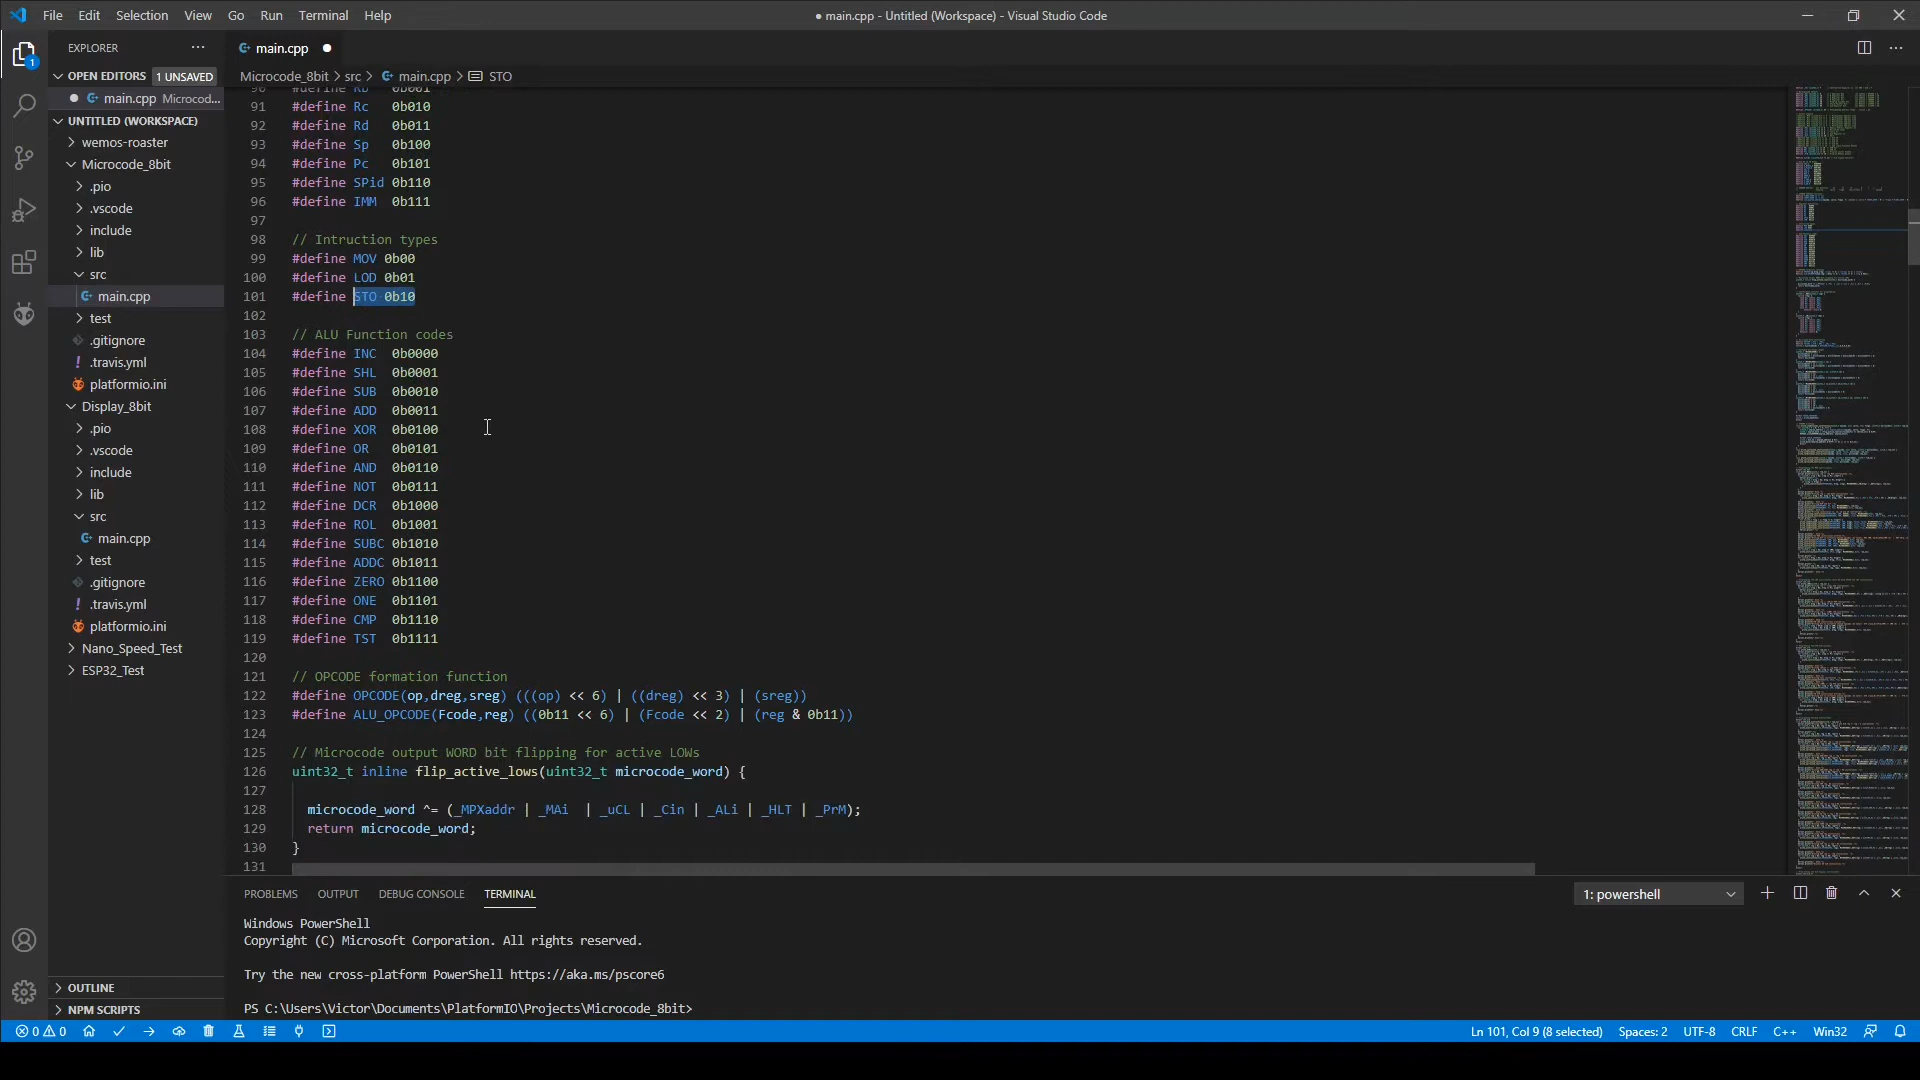 File Edit Selection View Go Run Terminal Help
● main.cpp - Untitled (Workspace) - Visual Studio Code
EXPLORER
OPEN EDITORS 1 UNSAVED
main.cpp Microcod...
UNTITLED (WORKSPACE)
wemos-roaster
Microcode_8bit
.pio
.vscode
include
lib
src
main.cpp
test
.gitignore
.travis.yml
platformio.ini
Display_8bit
.pio
.vscode
include
lib
src
main.cpp
test
.gitignore
.travis.yml
platformio.ini
Nano_Speed_Test
ESP32_Test
OUTLINE
NPM SCRIPTS
main.cpp
Microcode_8bit > src > main.cpp > STO
90 #define Rb 0b001
91 #define Rc 0b010
92 #define Rd 0b011
93 #define Sp 0b100
94 #define Pc 0b101
95 #define SPid 0b110
96 #define IMM 0b111
97
98 // Intruction types
99 #define MOV 0b00
100 #define LOD 0b01
101 #define STO 0b10
102
103 // ALU Function codes
104 #define INC 0b0000
105 #define SHL 0b0001
106 #define SUB 0b0010
107 #define ADD 0b0011
108 #define XOR 0b0100
109 #define OR 0b0101
110 #define AND 0b0110
111 #define NOT 0b0111
112 #define DCR 0b1000
113 #define ROL 0b1001
114 #define SUBC 0b1010
115 #define ADDC 0b1011
116 #define ZERO 0b1100
117 #define ONE 0b1101
118 #define CMP 0b1110
119 #define TST 0b1111
120
121 // OPCODE formation function
122 #define OPCODE(op,dreg,sreg) (((op) << 6) | ((dreg) << 3) | (sreg))
123 #define ALU_OPCODE(Fcode,reg) ((0b11 << 6) | (Fcode << 2) | (reg & 0b11))
124
125 // Microcode output WORD bit flipping for active LOWs
126 uint32_t inline flip_active_lows(uint32_t microcode_word) {
127
128 microcode_word ^= (_MPXaddr | _MAi | _uCL | _Cin | _ALi | _HLT | _PrM);
129 return microcode_word;
130 }
131
PROBLEMS OUTPUT DEBUG CONSOLE TERMINAL
1: powershell
Windows PowerShell
Copyright (C) Microsoft Corporation. All rights reserved.
Try the new cross-platform PowerShell https://aka.ms/pscore6
PS C:\Users\Victor\Documents\PlatformIO\Projects\Microcode_8bit>
0 0
Ln 101, Col 9 (8 selected) Spaces: 2 UTF-8 CRLF C++ Win32